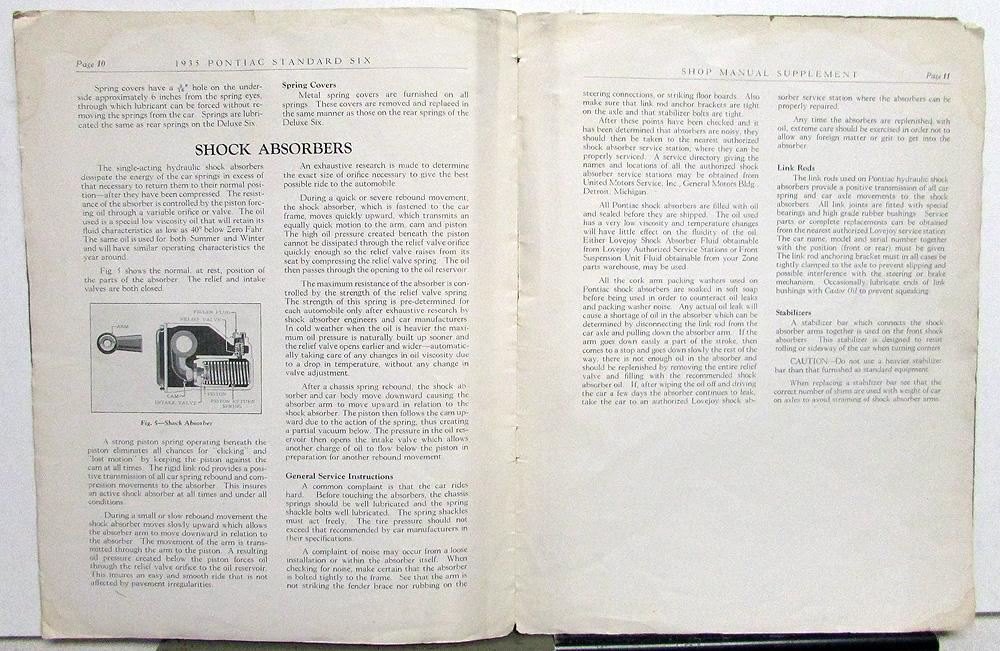 Page 10
1935 PONTIAC STANDARD SIX
Spring covers have a hole on the under-
side approximately 6 inches from the spring eyes,
through which lubricant can be forced without re-
moving the springs from the car. Springs are lubri-
cated the same as rear springs on the Deluxe Six.
Spring Covers
Metal spring covers are furnished on all
springs. These covers are removed and replaced in
the same manner as those on the rear springs of the
Deluxe Six.
SHOCK ABSORBERS
The single-acting hydraulic shock absorbers
dissipate the energy of the car springs in excess of
that necessary to return them to their normal posi-
tion—after they have been compressed. The resist-
ance of the absorber is controlled by the piston forc-
ing oil through a variable orifice or valve. The oil
used is a special low viscosity oil that will retain its
fluid characteristics as low as 40° below Zero Fahr.
The same oil is used for both Summer and Winter
and will have similar operating characteristics the
year around.
Fig. 5 shows the normal, at rest, position of
the parts of the absorber. The relief and intake
valves are both closed.
FILLER PLUG
RELIEF VALVE
ARM
CAM
PISTON
INTAKE VALVE
PISTON RETURN
SPRING
Fig. 5—Shock Absorber
A strong piston spring operating beneath the
piston eliminates all chances for "clicking" and
"lost motion" by keeping the piston against the
cam at all times. The rigid link rod provides a posi-
tive transmission of all car spring rebound and com-
pression movements to the absorber. This insures
an active shock absorber at all times and under all
conditions.
During a small or slow rebound movement the
shock absorber moves slowly upward which allows
the absorber arm to move downward in relation to
the absorber. The movement of the arm is trans-
mitted through the arm to the piston. A resulting
oil pressure created below the piston forces oil
through the relief valve orifice to the oil reservoir.
This insures an easy and smooth ride that is not
affected by pavement irregularities.
An exhaustive research is made to determine
the exact size of orifice necessary to give the best
possible ride to the automobile.
During a quick or severe rebound movement,
the shock absorber, which is fastened to the car
frame, moves quickly upward, which transmits an
equally quick motion to the arm, cam and piston.
The high oil pressure created beneath the piston
cannot be dissipated through the relief valve orifice
quickly enough so the relief valve raises from its
seat by compressing the relief valve spring. The oil
then passes through the opening to the oil reservoir.
The maximum resistance of the absorber is con-
trolled by the strength of the relief valve spring.
The strength of this spring is pre-determined for
each automobile only after exhaustive research by
shock absorber engineers and car manufacturers.
In cold weather when the oil is heavier the maxi-
mum oil pressure is naturally built up sooner and
the relief valve opens earlier and wider—automatic-
ally taking care of any changes in oil viscosity due
to a drop in temperature, without any change in
valve adjustment.
After a chassis spring rebound, the shock ab-
sorber and car body move downward causing the
absorber arm to move upward in relation to the
shock absorber. The piston then follows the cam up-
ward due to the action of the spring, thus creating
a partial vacuum below. The pressure in the oil res-
ervoir then opens the intake valve which allows
another charge of oil to flow below the piston in
preparation for another rebound movement.
General Service Instructions
A common complaint is that the car rides
hard. Before touching the absorbers, the chassis
springs should be well lubricated and the spring
shackle bolts well lubricated. The spring shackles
must act freely. The tire pressure should not
exceed that recommended by car manufacturers in
their specifications.
A complaint of noise may occur from a loose
installation or within the absorber itself. When
checking for noise, make certain that the absorber
is bolted tightly to the frame. See that the arm is
not striking the fender brace nor rubbing on the
SHOP MANUAL SUPPLEMENT
Page 11
steering connections, or striking floor boards. Also
make sure that link rod anchor brackets are tight
on the axle and that stabilizer bolts are tight.
After these points have been checked and it
has been determined that absorbers are noisy, they
should then be taken to the nearest authorized
shock absorber service station, where they can be
properly serviced. A service directory giving the
names and locations of all the authorized shock
absorber service stations may be obtained from
United Motors Service, Inc., General Motors Bldg.,
Detroit, Michigan.
All Pontiac shock absorbers are filled with oil
and sealed before they are shipped. The oil used
has a very low viscosity and temperature changes
will have little effect on the fluidity of the oil.
Either Lovejoy Shock Absorber Fluid obtainable
from Lovejoy Authorized Service Stations or Front
Suspension Unit Fluid obtainable from your Zone
parts warehouse, may be used.
All the cork arm packing washers used on
Pontiac shock absorbers are soaked in soft soap
before being used in order to counteract oil leaks
and packing washer noise. Any actual oil leak will
cause a shortage of oil in the absorber which can be
determined by disconnecting the link rod from the
car axle and pulling down the absorber arm. If the
arm goes down easily a part of the stroke, then
comes to a stop and goes down slowly the rest of the
way, there is not enough oil in the absorber and
should be replenished by removing the entire relief
valve and filling with the recommended shock
absorber oil. If, after wiping the oil off and driving
the car a few days the absorber continues to leak,
take the car to an authorized Lovejoy shock ab-
sorber service station where the absorbers can be
properly repaired.
Any time the absorbers are replenished with
oil, extreme care should be exercised in order not to
allow any foreign matter or grit to get into the
absorber.
Link Rods
The link rods used on Pontiac hydraulic shock
absorbers provide a positive transmission of all car
spring and car axle movements to the shock
absorbers. All link joints are fitted with special
bearings and high grade rubber bushings. Service
parts or complete replacements can be obtained
from the nearest authorized Lovejoy service station.
The car name, model and serial number together
with the position (front or rear) must be given.
The link rod anchoring bracket must in all cases be
tightly clamped to the axle to prevent slipping and
possible interference with the steering or brake
mechanism. Occasionally lubricate ends of link
bushings with Castor Oil to prevent squeaking.
Stabilizers
A stabilizer bar which connects the shock
absorber arms together is used on the front shock
absorbers. This stabilizer is designed to resist
rolling or sidesway of the car when turning corners.
CAUTION—Do not use a heavier stabilizer
bar than that furnished as standard equipment.
When replacing a stabilizer bar see that the
correct number of shims are used with weight of car
on axles to avoid straining of shock absorber arms.